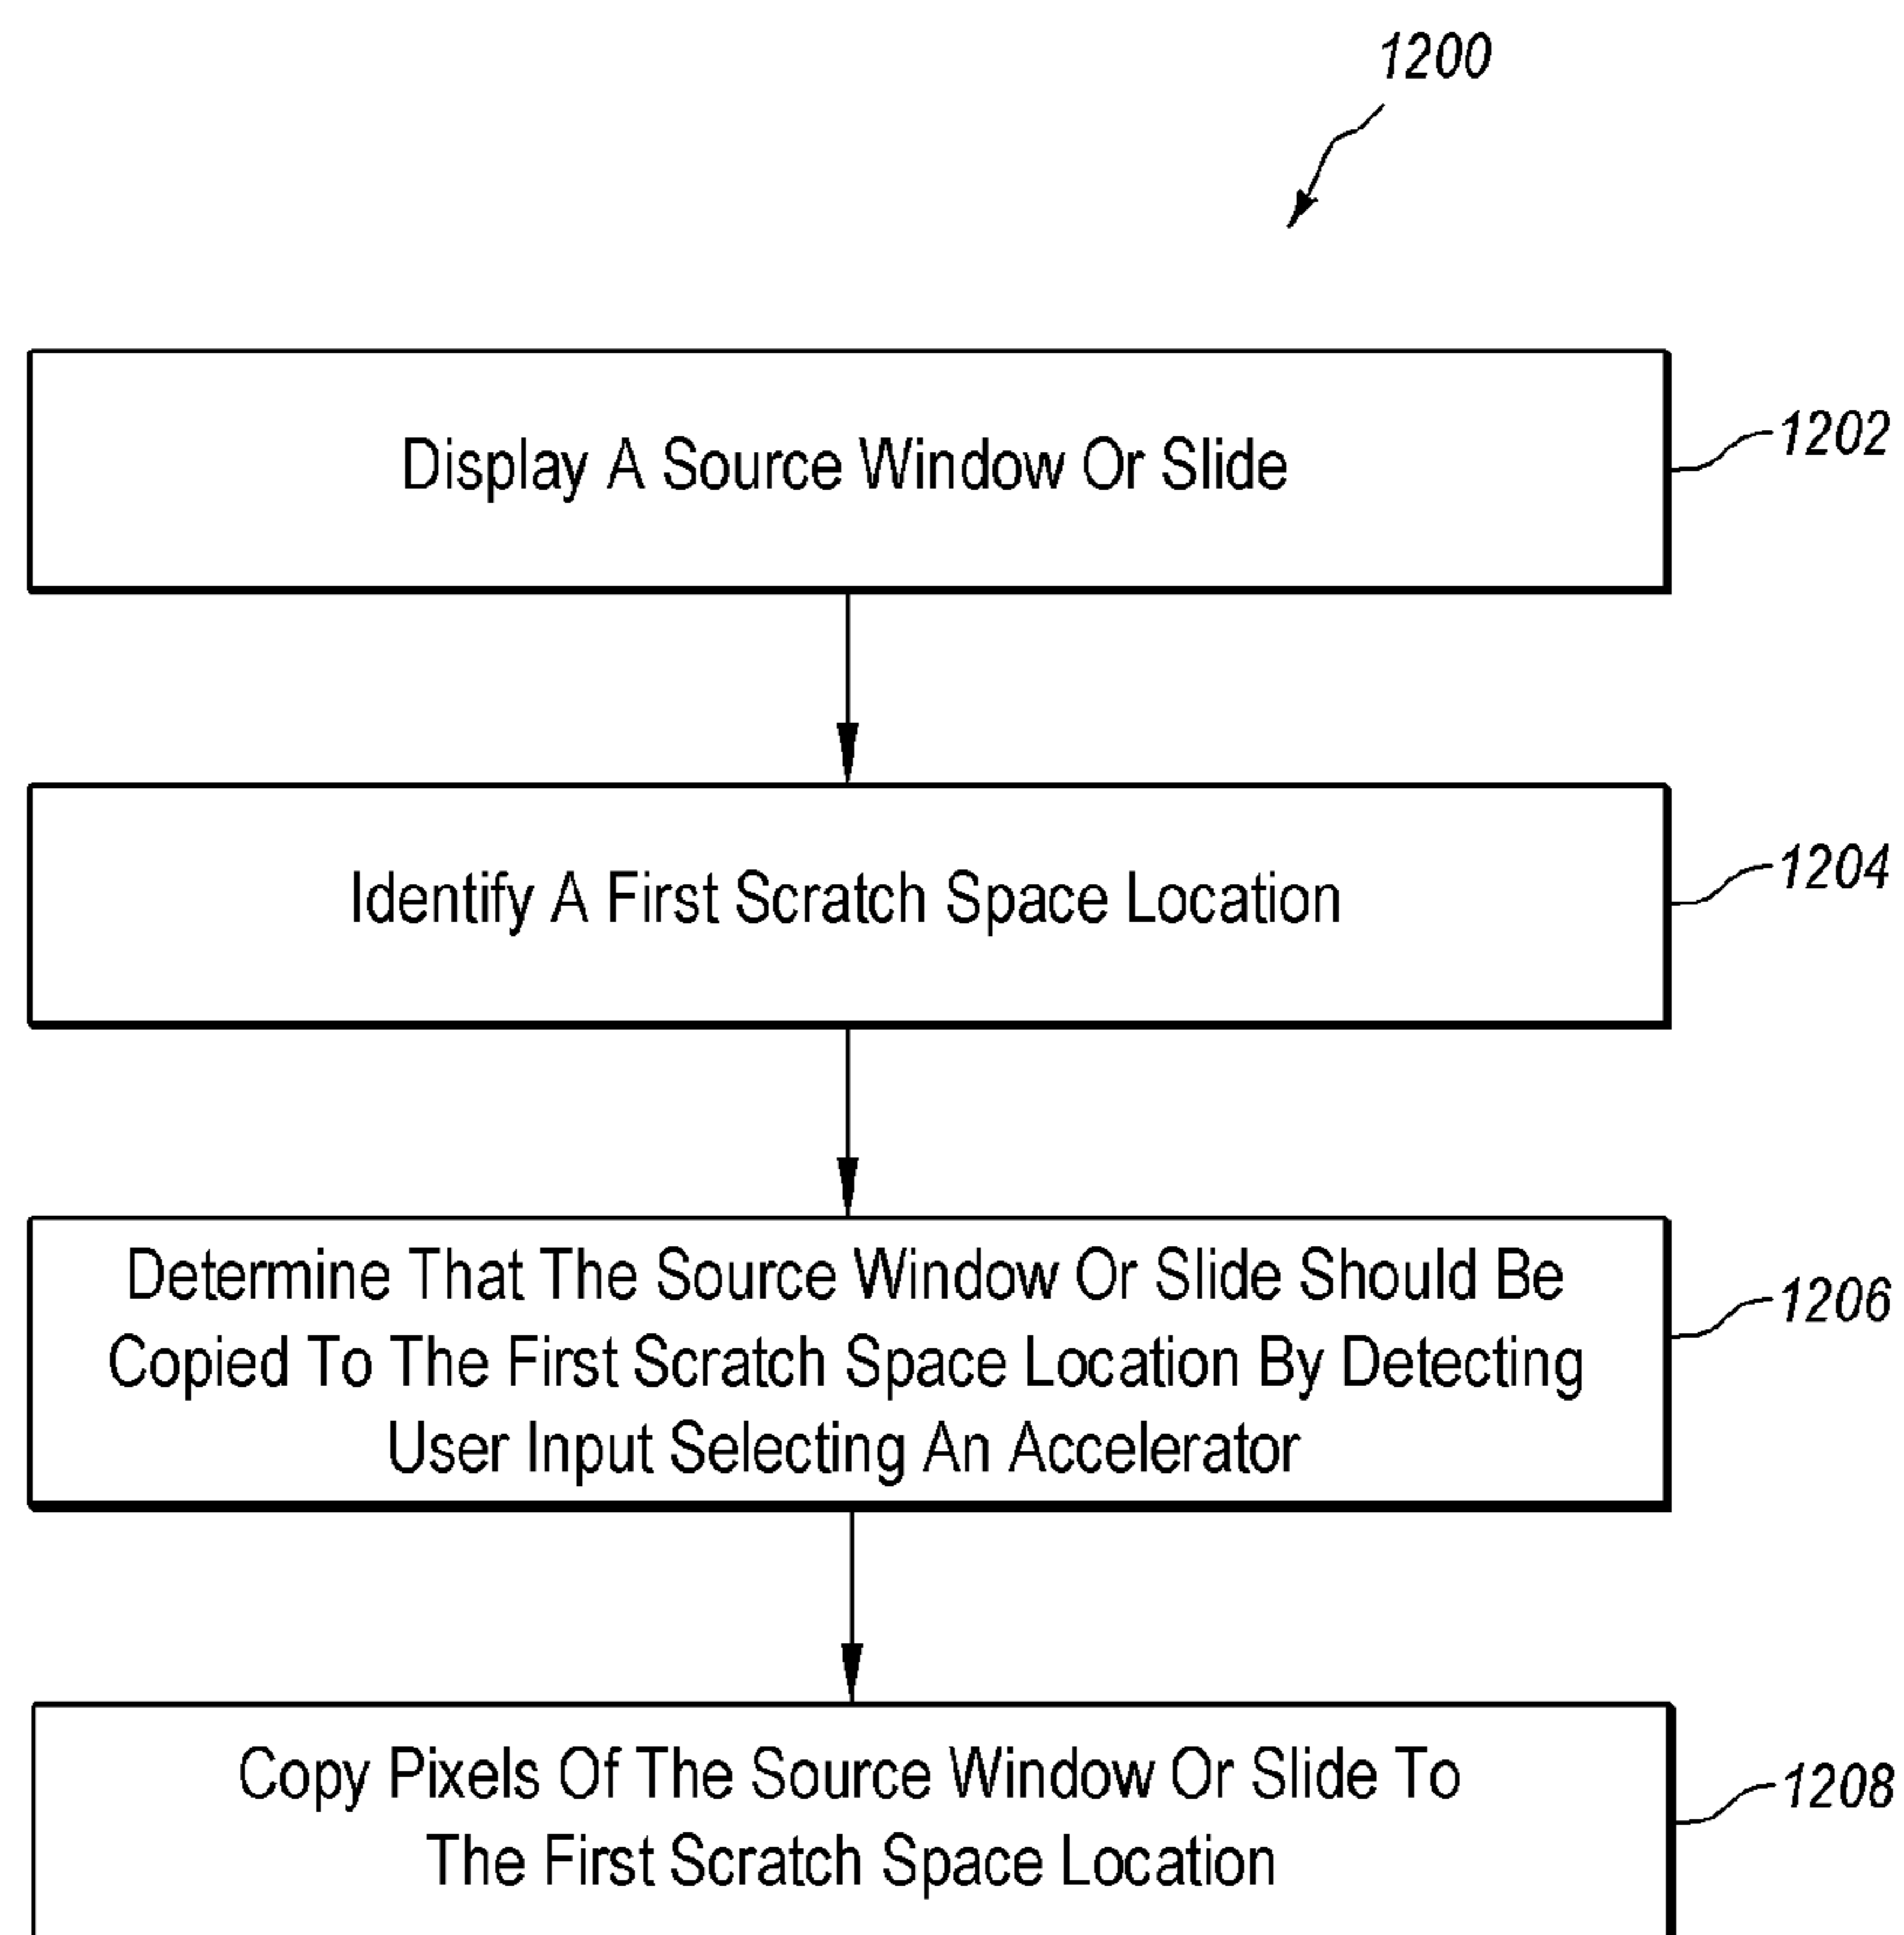 1200
Display A Source Window Or Slide
1202
Identify A First Scratch Space Location
1204
Determine That The Source Window Or Slide Should Be
Copied To The First Scratch Space Location By Detecting
User Input Selecting An Accelerator
1206
Copy Pixels Of The Source Window Or Slide To
The First Scratch Space Location
1208